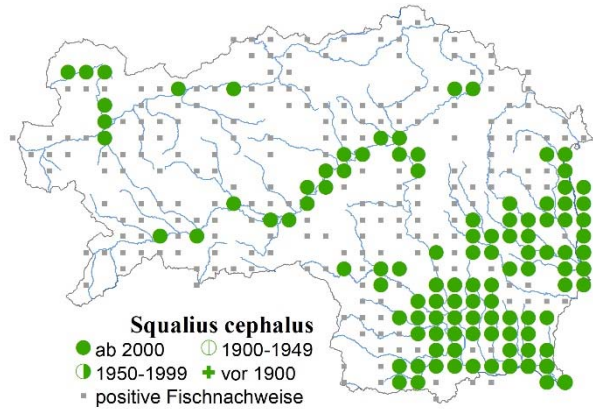 Squalius cephalus
ab 2000 1900-1949
1950-1999 vor 1900
positive Fischnachweise